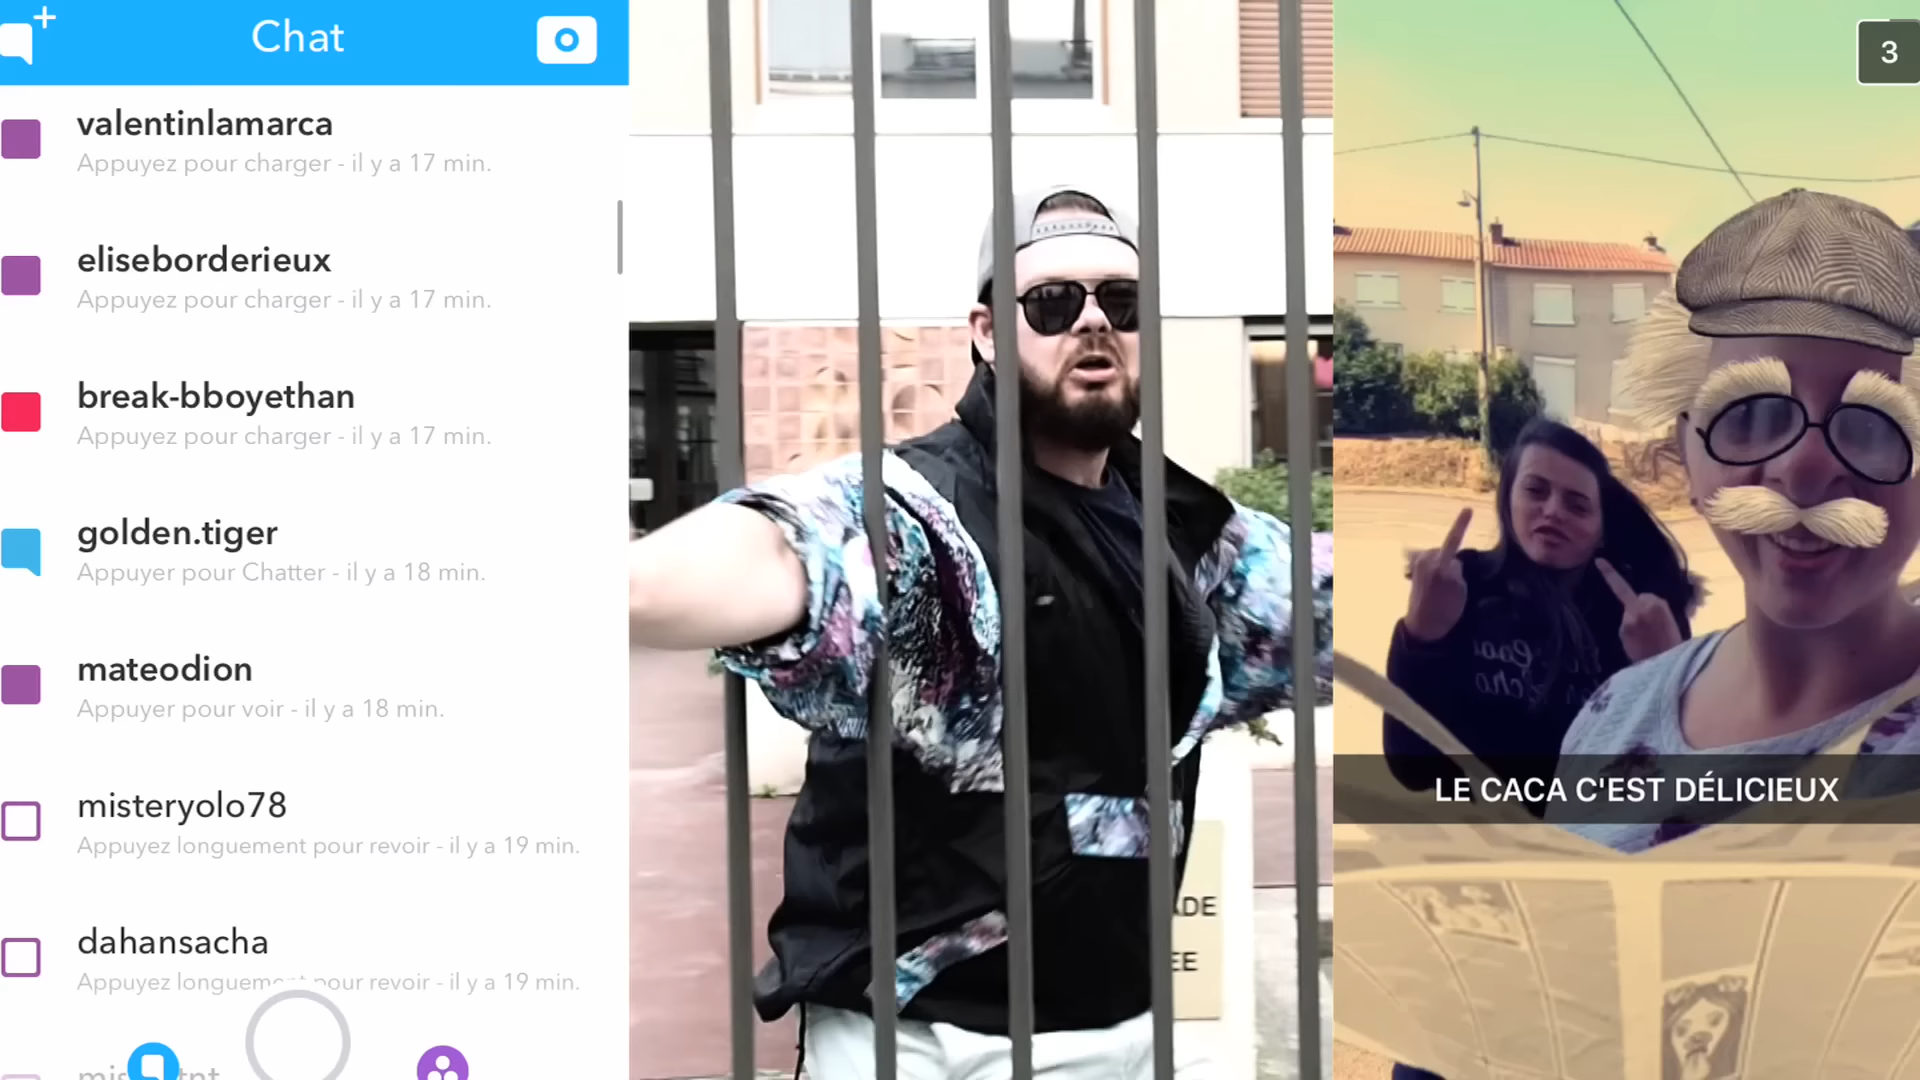 Chat
valentinlamarca
Appuyez pour charger - il y a 17 min.
eliseborderieux
Appuyez pour charger - il y a 17 min.
break-bboyethan
Appuyez pour charger - il y a 17 min.
golden.tiger
Appuyer pour Chatter - il y a 18 min.
mateodion
Appuyer pour voir - il y a 18 min.
misteryolo78
Appuyez longuement pour revoir - il y a 19 min.
dahansacha
Appuyez longuement pour revoir - il y a 19 min.
3
LE CACA C'EST DÉLICIEUX